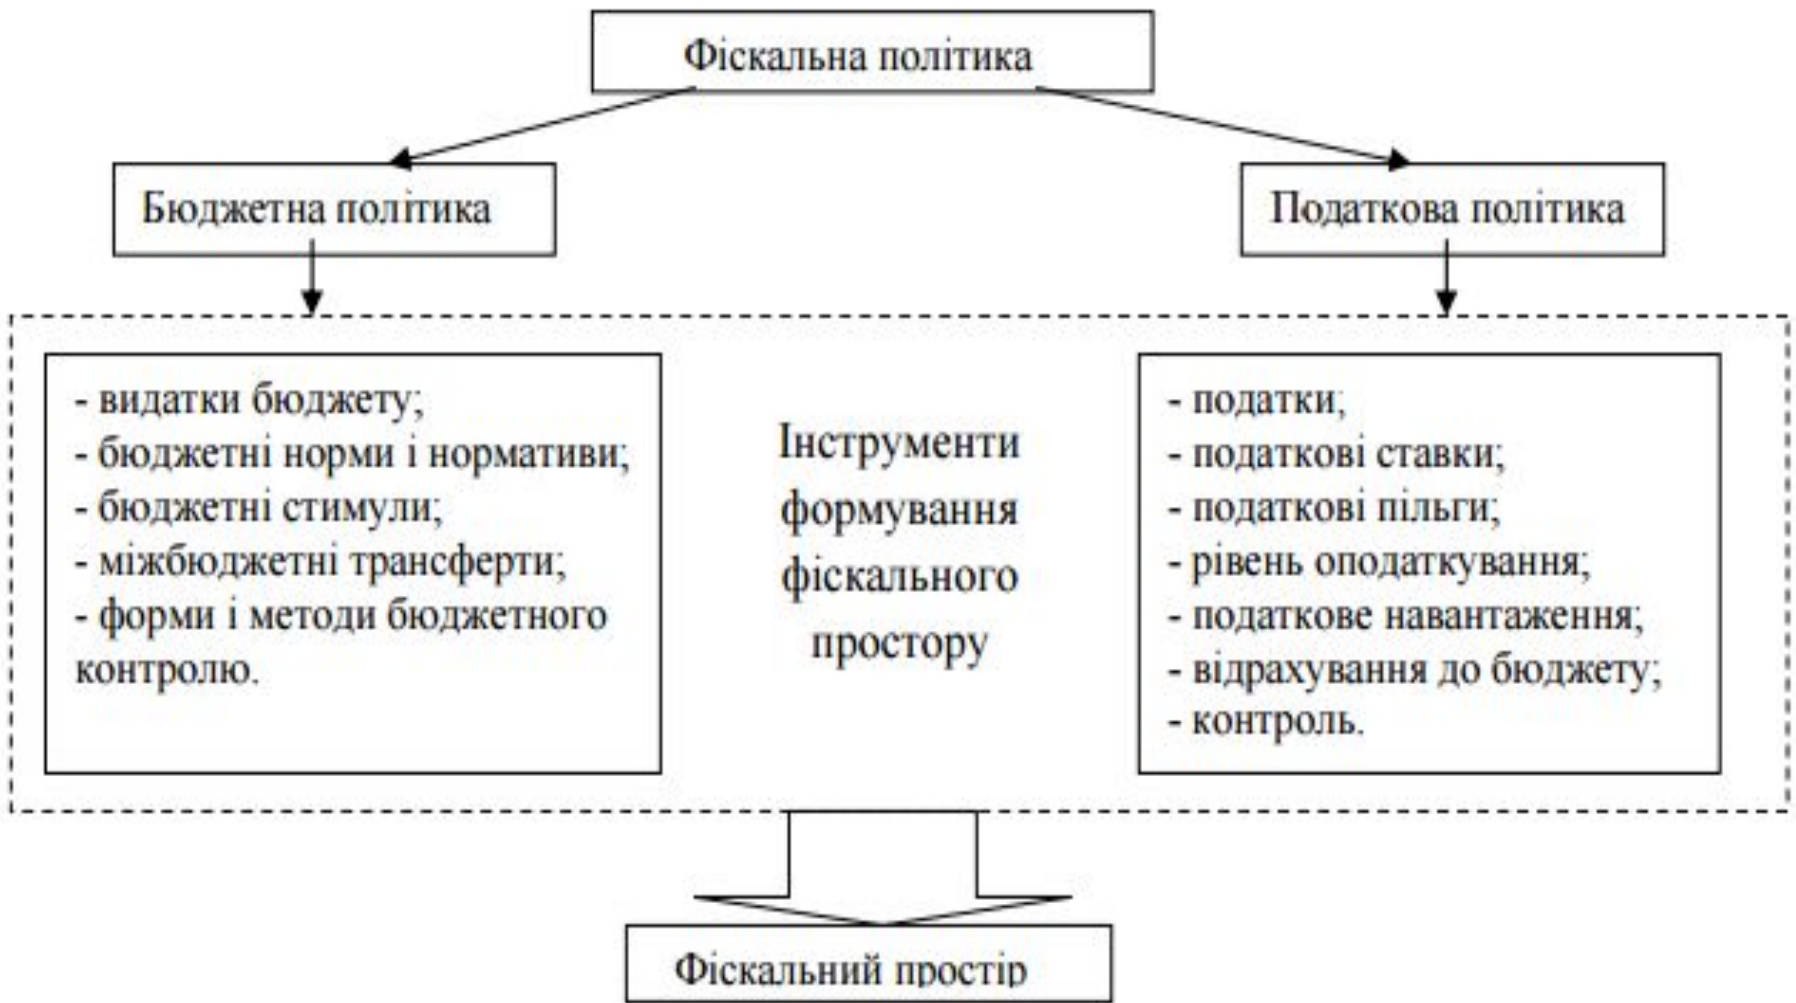 Фіскальна політика
Бюджетна політика
Податкова політика
- видатки бюджету;
- бюджетні норми і нормативи;
- бюджетні стимули;
- міжбюджетні трансферти;
- форми і методи бюджетного
контролю.
Інструменти
формування
фіскального
простору
- податки;
- податкові ставки;
- податкові пільги;
- рівень оподаткування;
- податкове навантаження;
- відрахування до бюджету;
- контроль.
Фіскальний простір